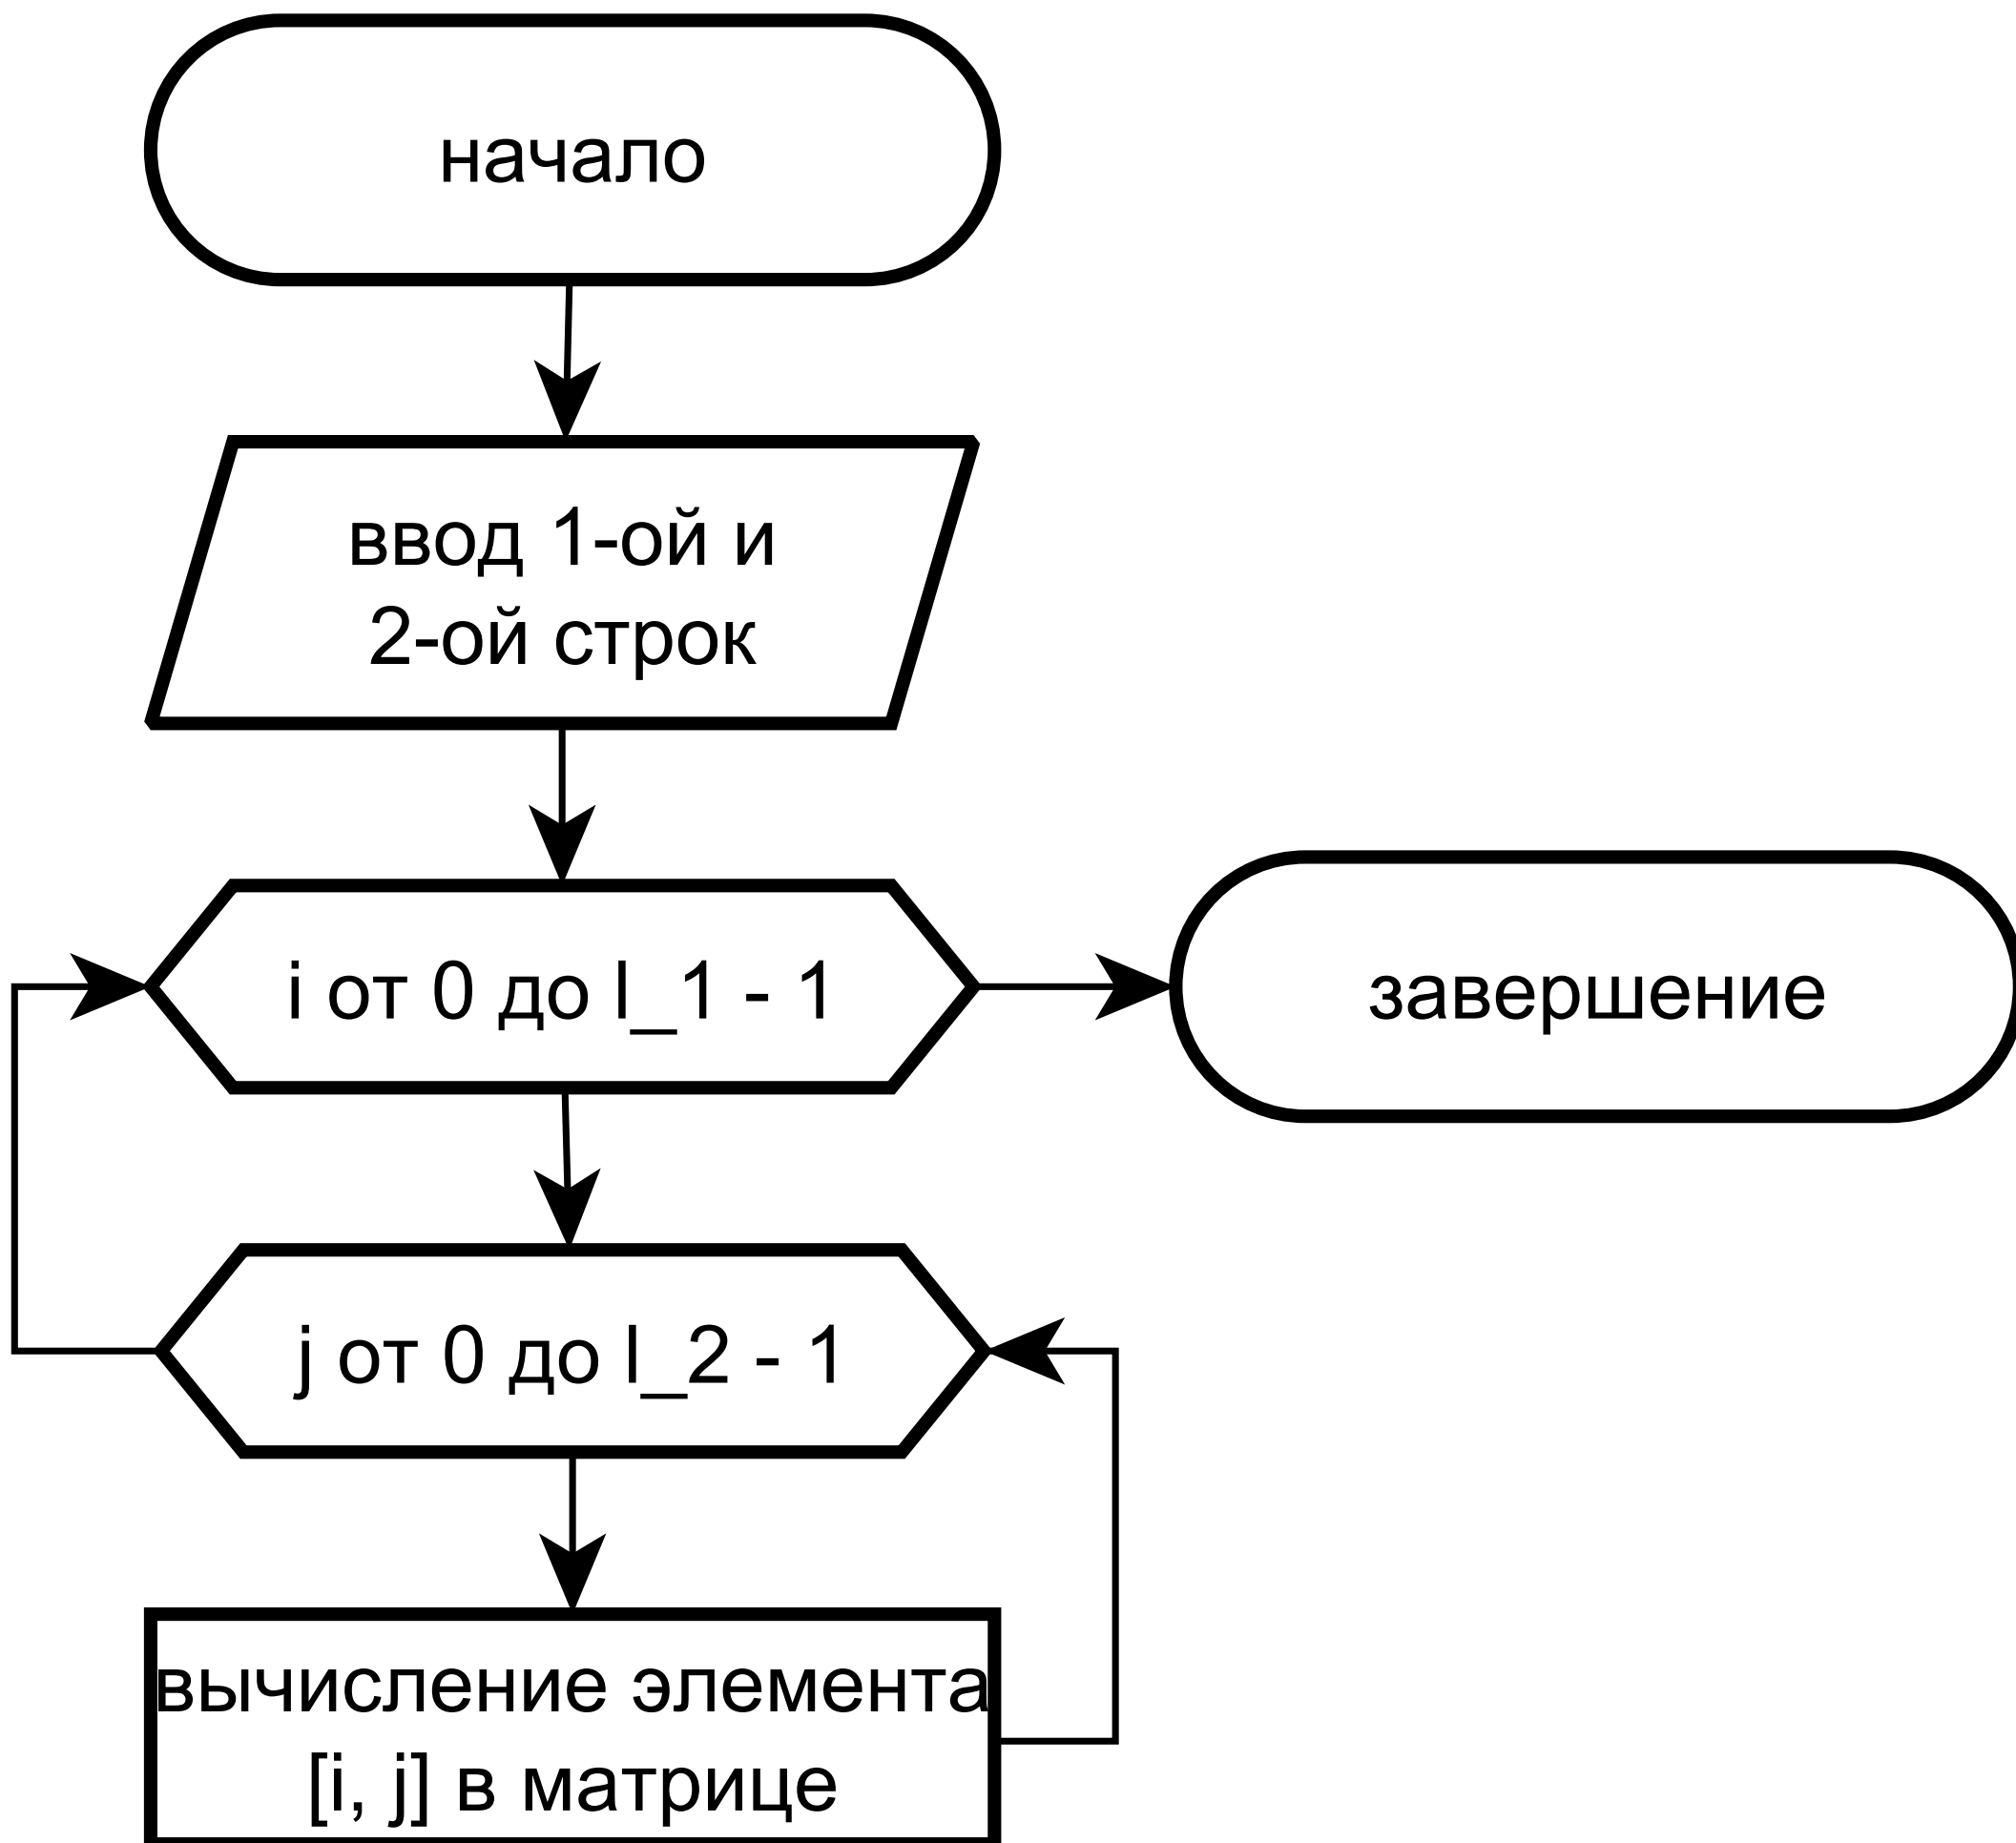 начало
ввод 1-ой и
2-ой строк
i от 0 до l_1 - 1
завершение
j от 0 до l_2 - 1
вычисление элемента
[i, j] в матрице